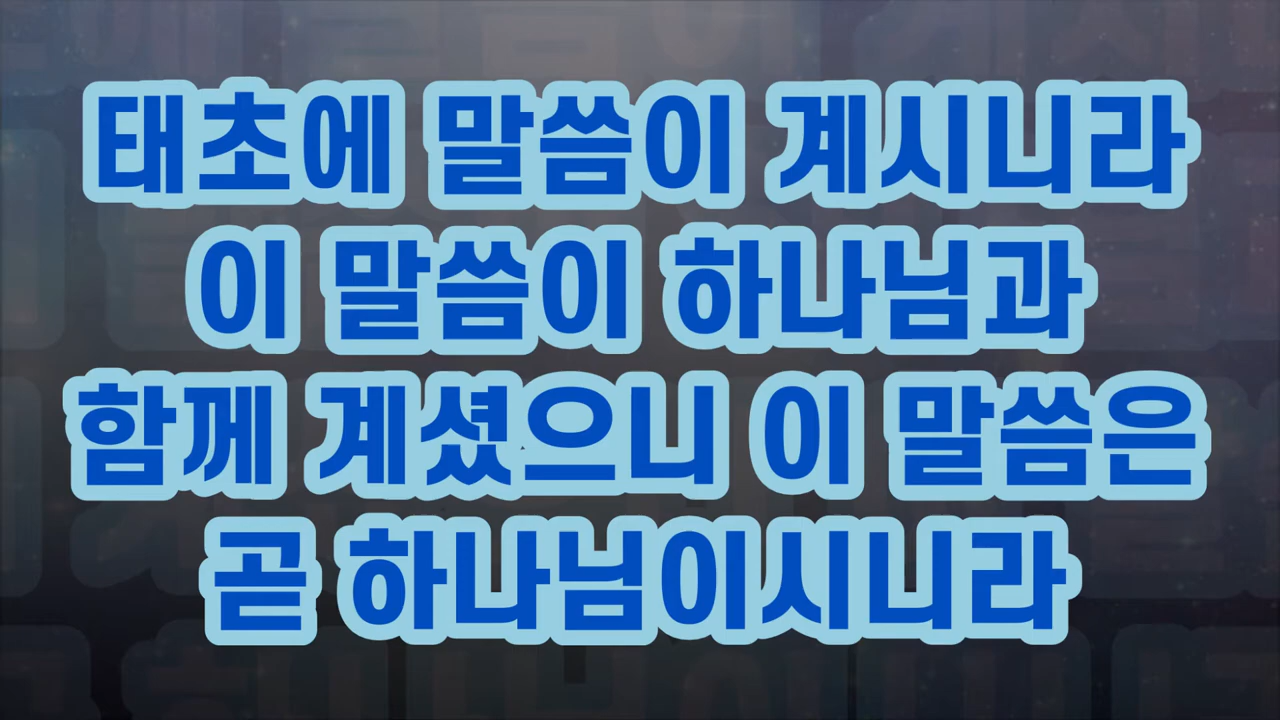 태초에 말씀이 계시니라
이 말씀이 하나님과
함께 계셨으니 이 말씀은
곧 하나님이시니라